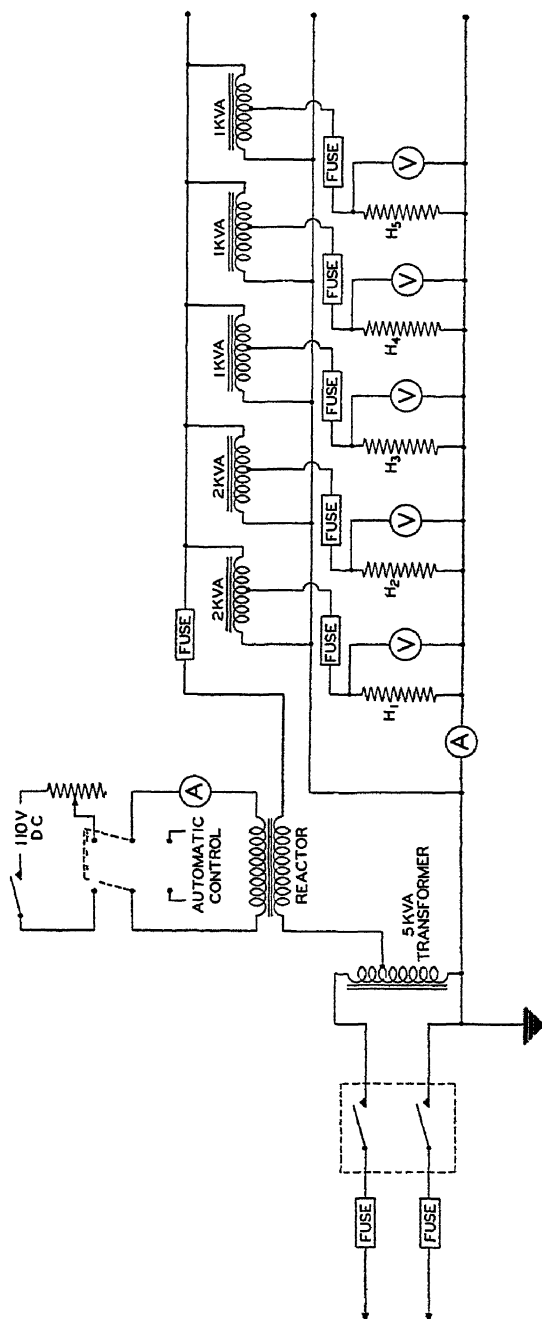 110V
DC
A
AUTOMATIC
CONTROL
REACTOR
FUSE
2KVA
2KVA
1KVA
1KVA
1KVA
5KVA
TRANSFORMER
FUSE
FUSE
FUSE
FUSE
FUSE
H1
V
H2
V
H3
V
H4
V
H5
V
A
FUSE
FUSE